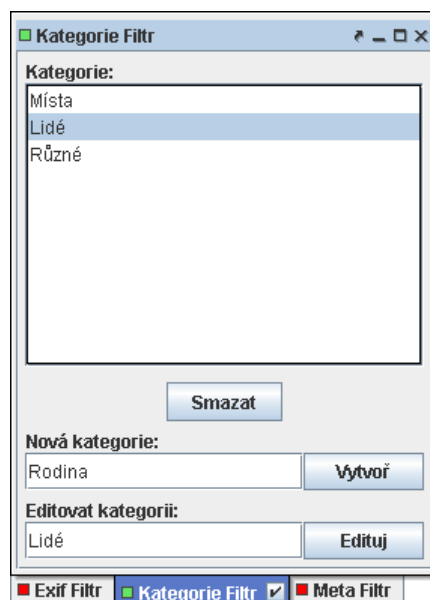 Kategorie Filtr
Kategorie:
Místa
Lidé
Různé
Smazat
Nová kategorie:
Rodina Vytvoř
Editovat kategorii:
Lidé Edituj
Exif Filtr Kategorie Filtr Meta Filtr